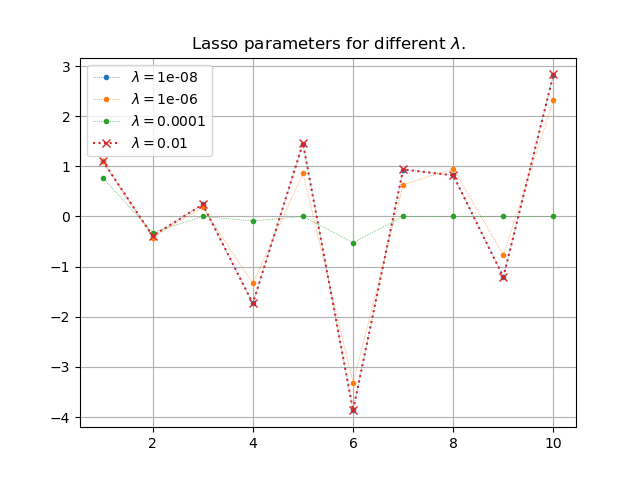 Lasso parameters for different λ.
λ = 1e-08
λ = 1e-06
λ = 0.0001
λ = 0.01
3
2
1
0
−1
−2
−3
−4
2 4 6 8 10